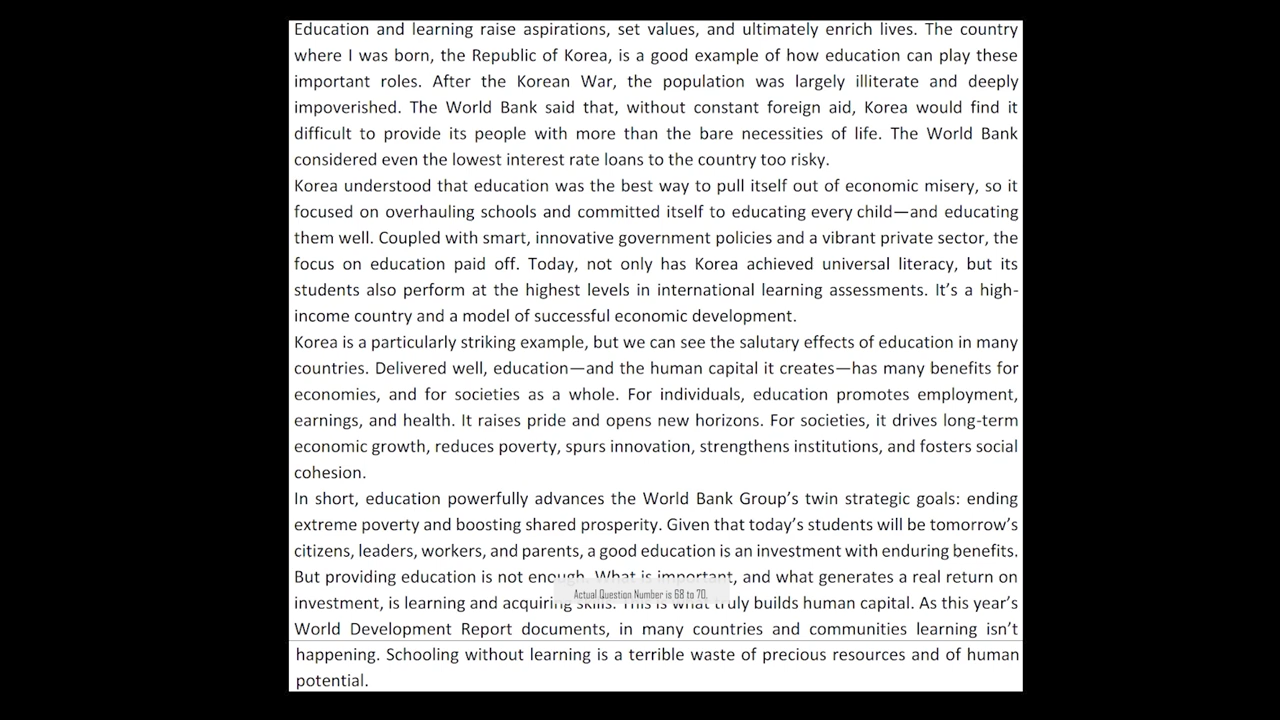 Education and learning raise aspirations, set values, and ultimately enrich lives. The country
where I was born, the Republic of Korea, is a good example of how education can play these
important roles. After the Korean War, the population was largely illiterate and deeply
impoverished. The World Bank said that, without constant foreign aid, Korea would find it
difficult to provide its people with more than the bare necessities of life. The World Bank
considered even the lowest interest rate loans to the country too risky.
Korea understood that education was the best way to pull itself out of economic misery, so it
focused on overhauling schools and committed itself to educating every child—and educating
them well. Coupled with smart, innovative government policies and a vibrant private sector, the
focus on education paid off. Today, not only has Korea achieved universal literacy, but its
students also perform at the highest levels in international learning assessments. It's a high-
income country and a model of successful economic development.
Korea is a particularly striking example, but we can see the salutary effects of education in many
countries. Delivered well, education—and the human capital it creates—has many benefits for
economies, and for societies as a whole. For individuals, education promotes employment,
earnings, and health. It raises pride and opens new horizons. For societies, it drives long-term
economic growth, reduces poverty, spurs innovation, strengthens institutions, and fosters social
cohesion.
In short, education powerfully advances the World Bank Group's twin strategic goals: ending
extreme poverty and boosting shared prosperity. Given that today's students will be tomorrow's
citizens, leaders, workers, and parents, a good education is an investment with enduring benefits.
But providing education is not enough. What is important, and what generates a real return on
Actual Question Number is 68 to 70.
investment, is learning and acquiring skills. This is what truly builds human capital. As this year's
World Development Report documents, in many countries and communities learning isn't
happening. Schooling without learning is a terrible waste of precious resources and of human
potential.